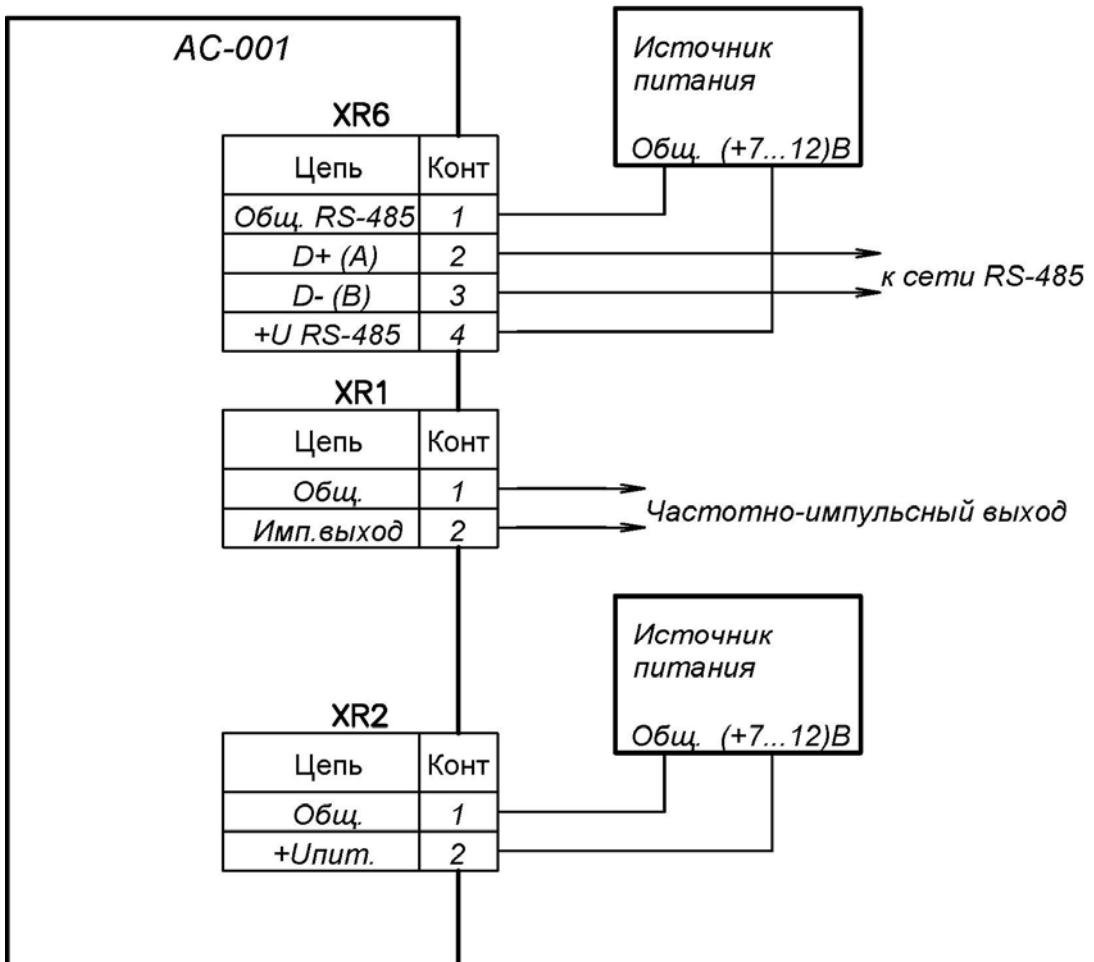 АС-001
Источник
питания
Общ. (+7...12)В
XR6
Цепь Конт
Общ. RS-485 1
D+ (A) 2
D- (B) 3
+U RS-485 4
к сети RS-485
XR1
Цепь Конт
Общ. 1
Имп.выход 2
Частотно-импульсный выход
Источник
питания
Общ. (+7...12)В
XR2
Цепь Конт
Общ. 1
+Uпит. 2